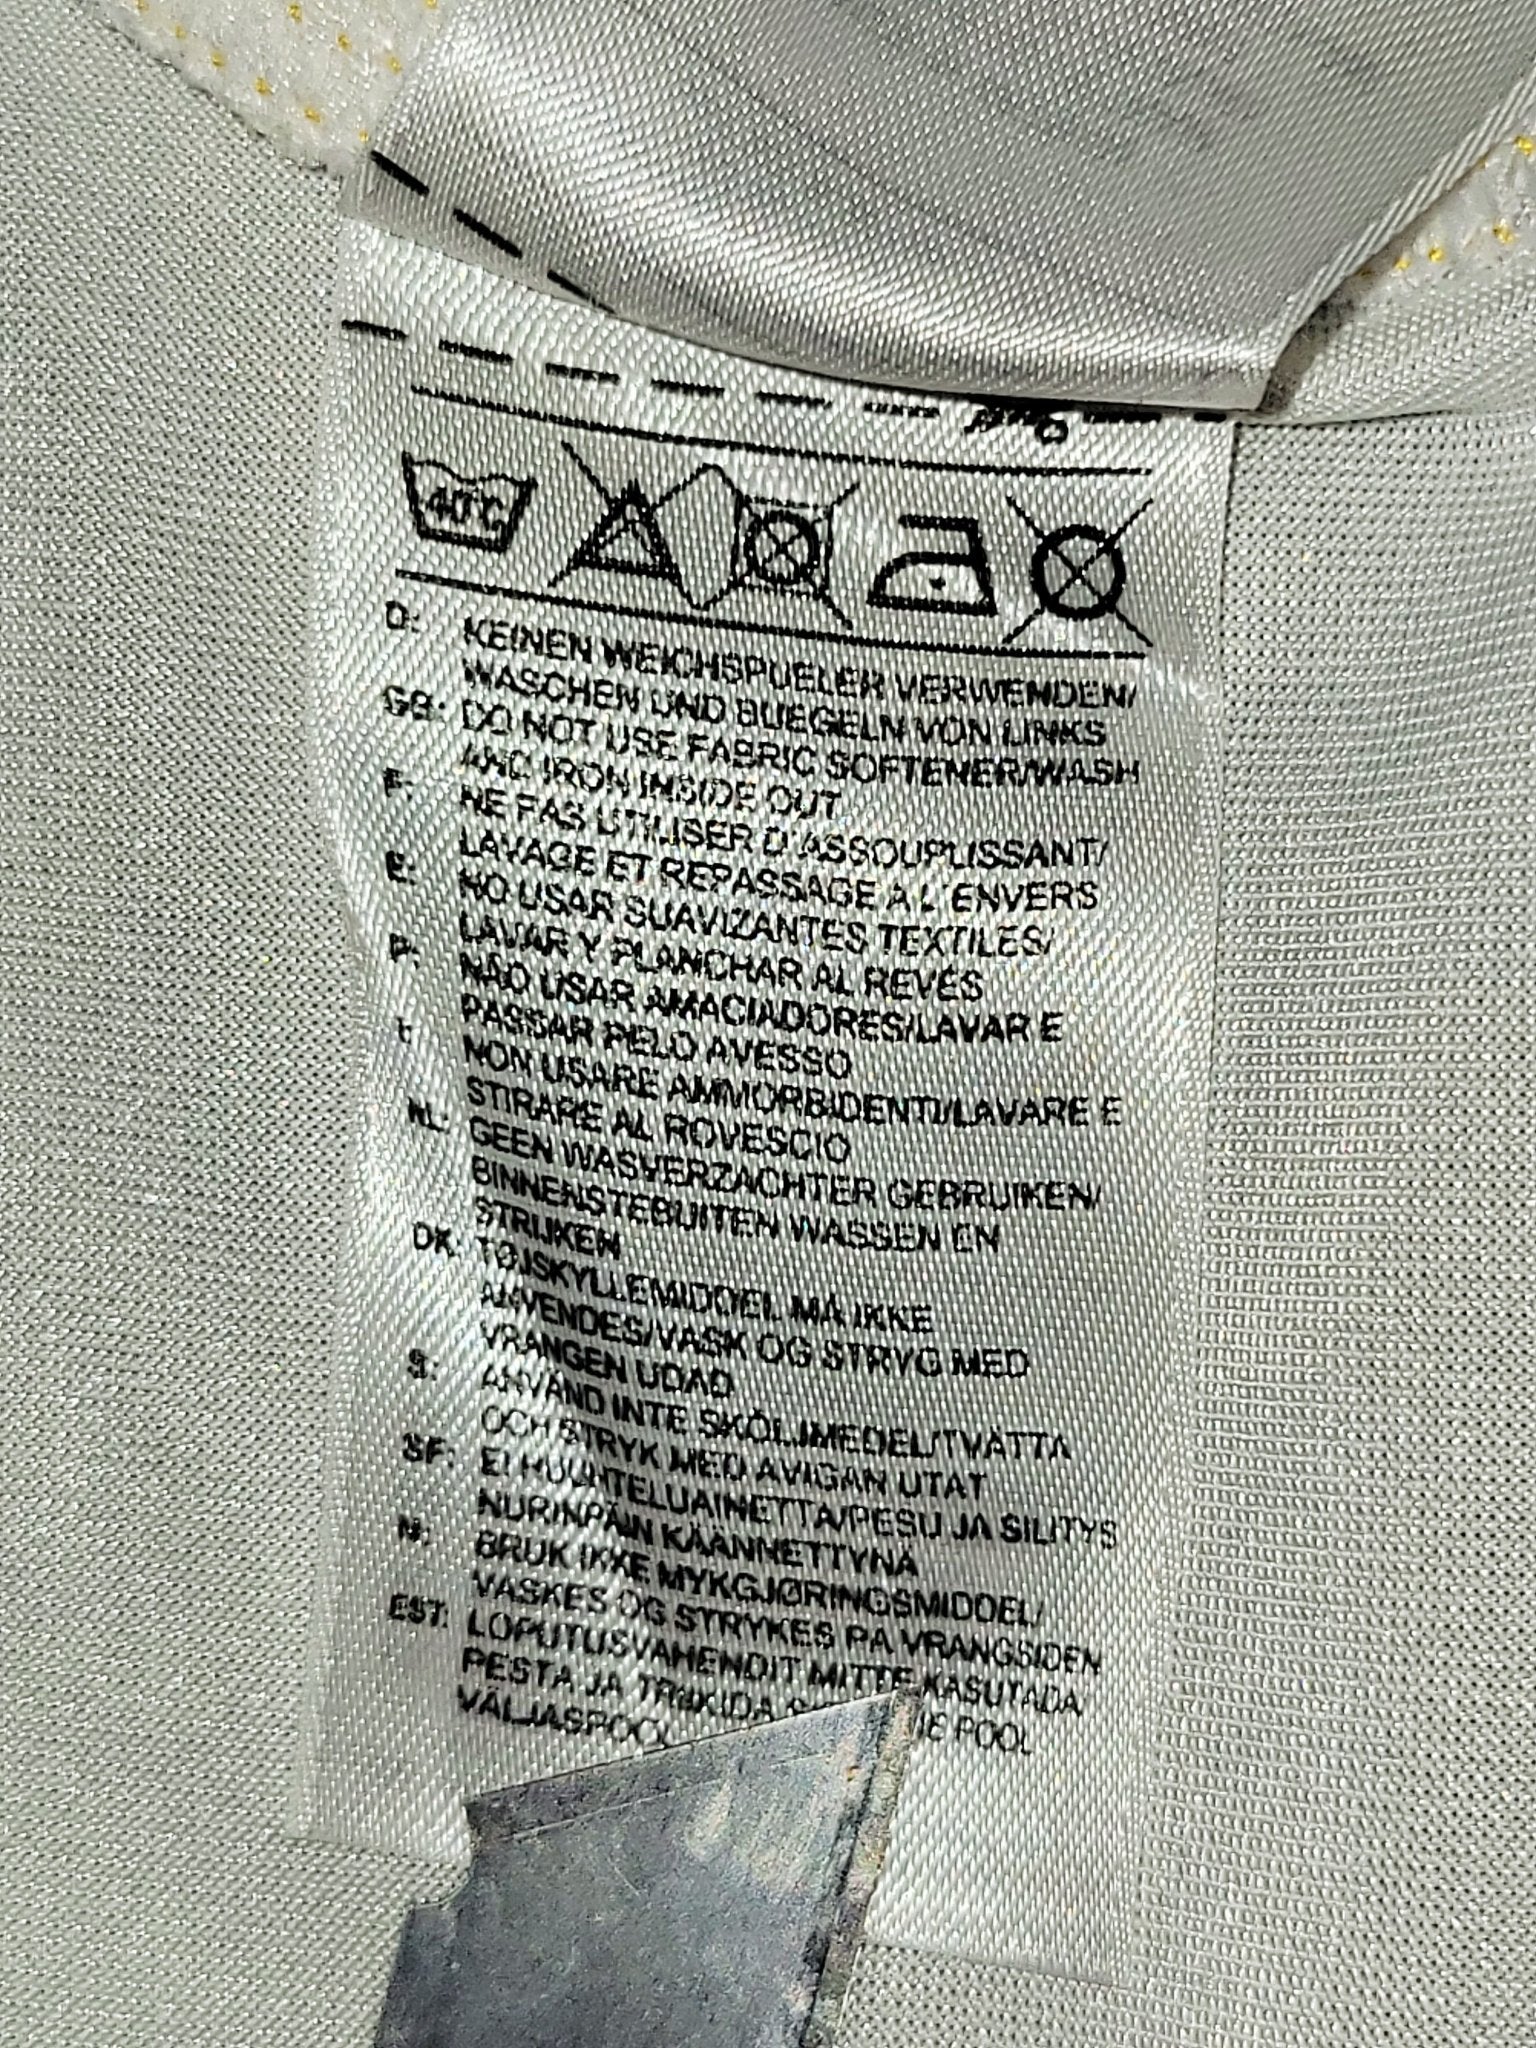 40°C
D: KEINEN WEICHSPUELER VERWENDEN/
WASCHEN UND BUEGELN VON LINKS
GB: DO NOT USE FABRIC SOFTENER/WASH
AND IRON INSIDE OUT
F: NE PAS UTILISER D'ASSOUPLISSANT/
LAVAGE ET REPASSAGE A L'ENVERS
E: NO USAR SUAVIZANTES TEXTILES/
LAVAR Y PLANCHAR AL REVÉS
P: NÃO USAR AMACIADORES/LAVAR E
PASSAR PELO AVESSO
I: NON USARE AMMORBIDENTI/LAVARE E
STIRARE AL ROVESCIO
NL: GEEN WASVERZACHTER GEBRUIKEN/
BINNENSTEBUITEN WASSEN EN
STRIJKEN
DK: TØJSKYLLEMIDDEL MÅ IKKE
ANVENDES/VASK OG STRYG MED
VRANGEN UDAD
S: ANVÄND INTE SKÖLJMEDEL/TVÄTTA
OCH STRYK MED AVIGAN UTÅT
SF: EI HUUHTELUAINETTA/PESU JA SILITYS
NURINPÄIN KÄÄNNETTYNÄ
N: BRUK IKKE MYKGJØRINGSMIDDEL/
VASKES OG STRYKES PÅ VRANGSIDEN
EST: LOPUTUSVAHENDIT MITTE KASUTADA
PESTA JA TRIIKIDA POOL
VÄLJASPOOL